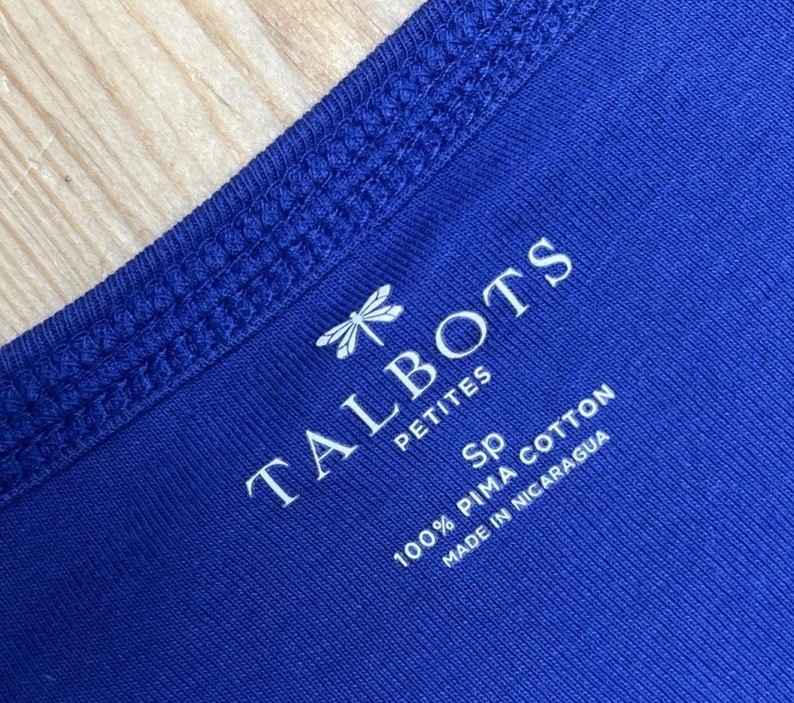 TALBOTS
PETITES
Sp
100% PIMA COTTON
MADE IN NICARAGUA